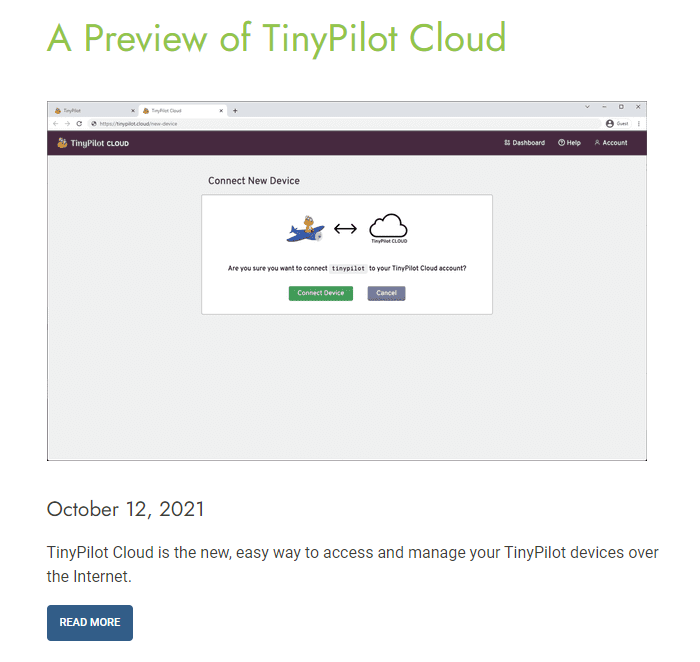 A Preview of TinyPilot Cloud
TinyPilot
TinyPilot Cloud
https://tinypilot.cloud/new-device
Guest
TinyPilot CLOUD
Dashboard
Help
Account
Connect New Device
TinyPilot CLOUD
Are you sure you want to connect tinypilot to your TinyPilot Cloud account?
Connect Device
Cancel
October 12, 2021
TinyPilot Cloud is the new, easy way to access and manage your TinyPilot devices over
the Internet.
READ MORE